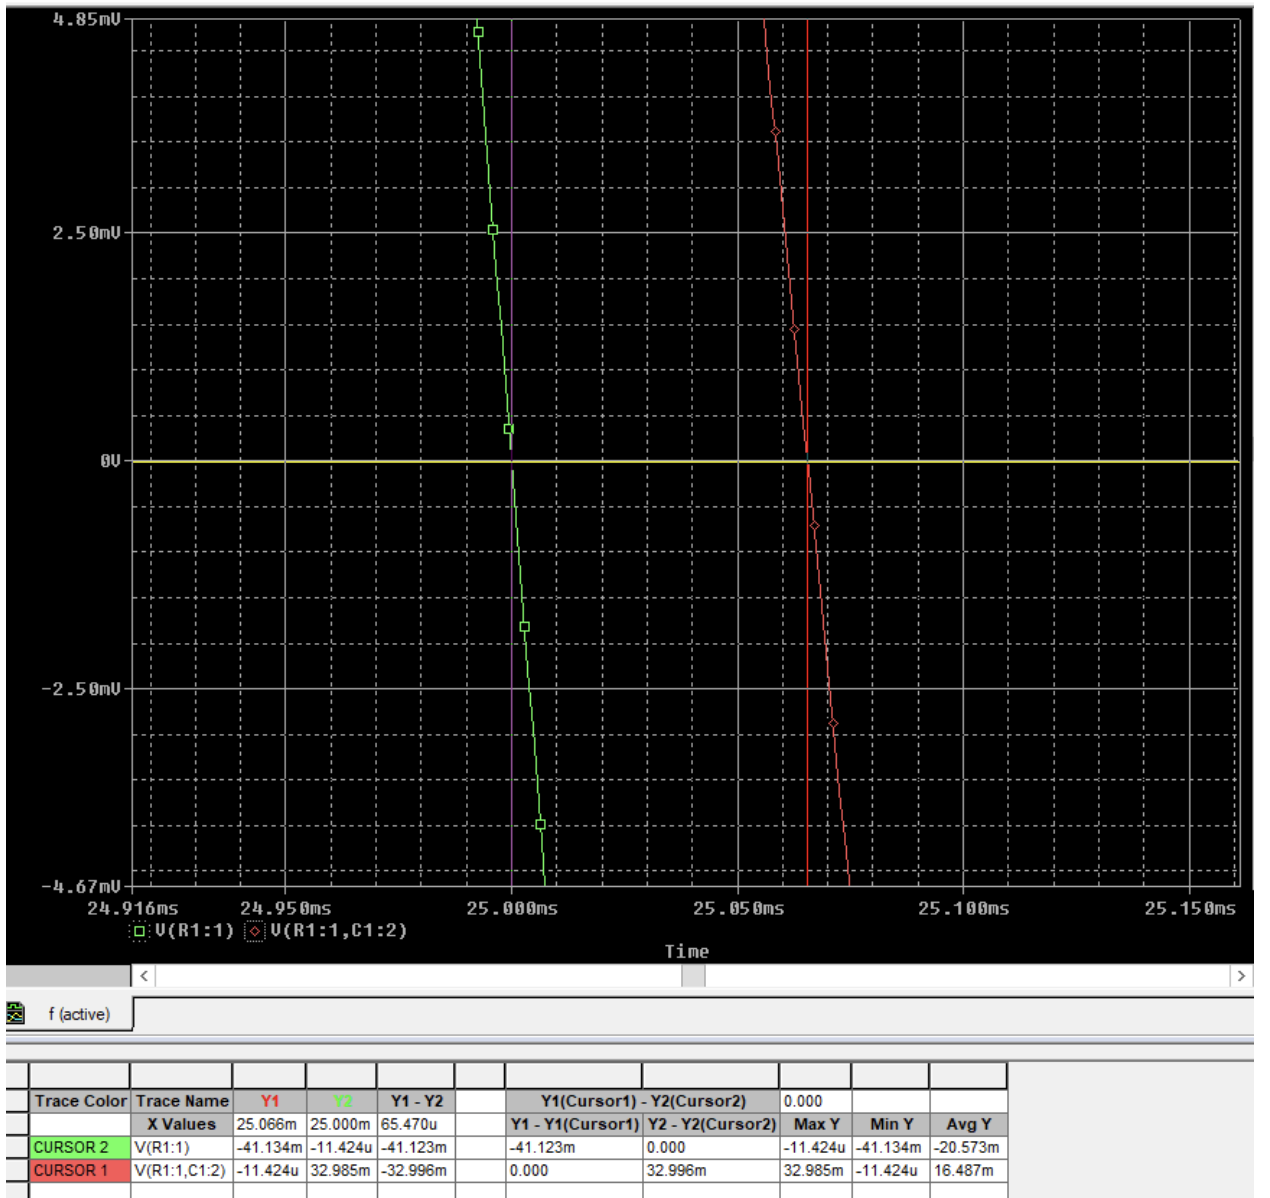 4.85mV
2.50mV
0V
-2.50mV
-4.67mV
24.916ms 24.950ms 25.000ms 25.050ms 25.100ms 25.150ms
V(R1:1) V(R1:1,C1:2)
Time
f (active)
Trace Color Trace Name Y1 Y2 Y1 - Y2 Y1(Cursor1) - Y2(Cursor2) 0.000
X Values 25.066m 25.000m 65.470u Y1 - Y1(Cursor1) Y2 - Y2(Cursor2) Max Y Min Y Avg Y
CURSOR 2 V(R1:1) -41.134m -11.424u -41.123m -41.123m 0.000 -11.424u -41.134m -20.573m
CURSOR 1 V(R1:1,C1:2) -11.424u 32.985m -32.996m 0.000 32.996m 32.985m -11.424u 16.487m